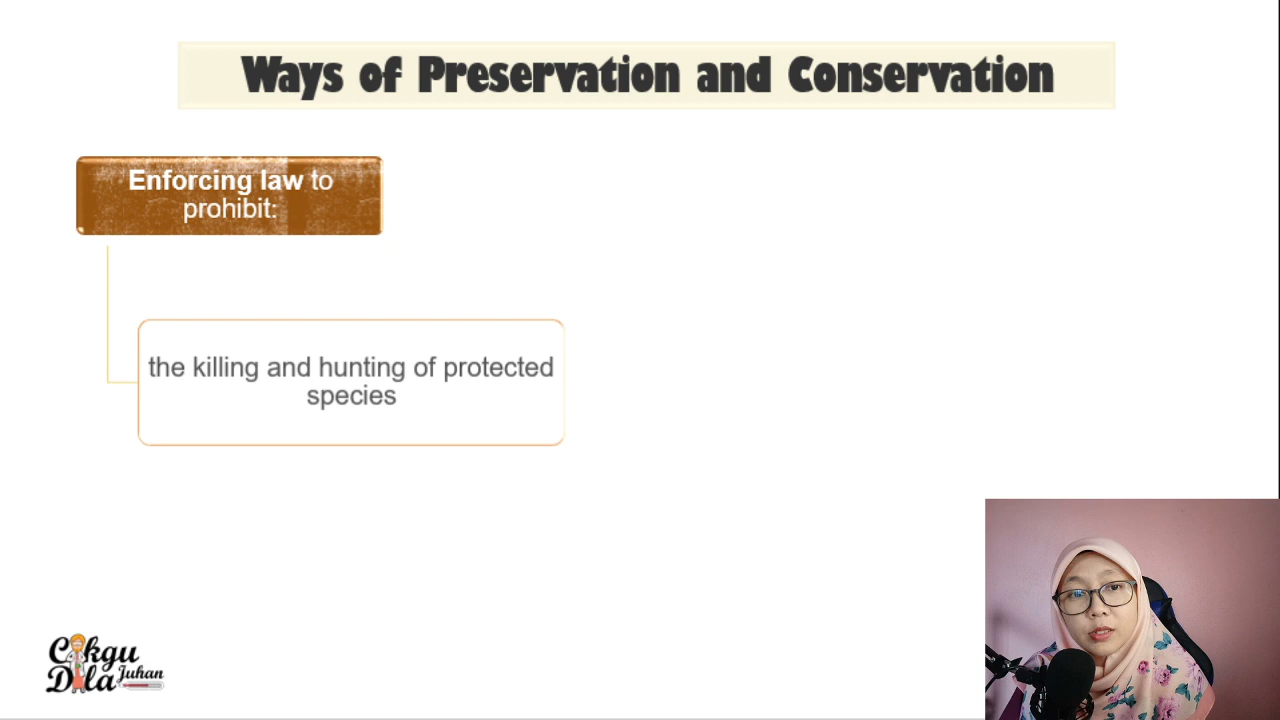 Ways of Preservation and Conservation
Enforcing law to
prohibit:
the killing and hunting of protected
species
Cikgu
Dila Juhan